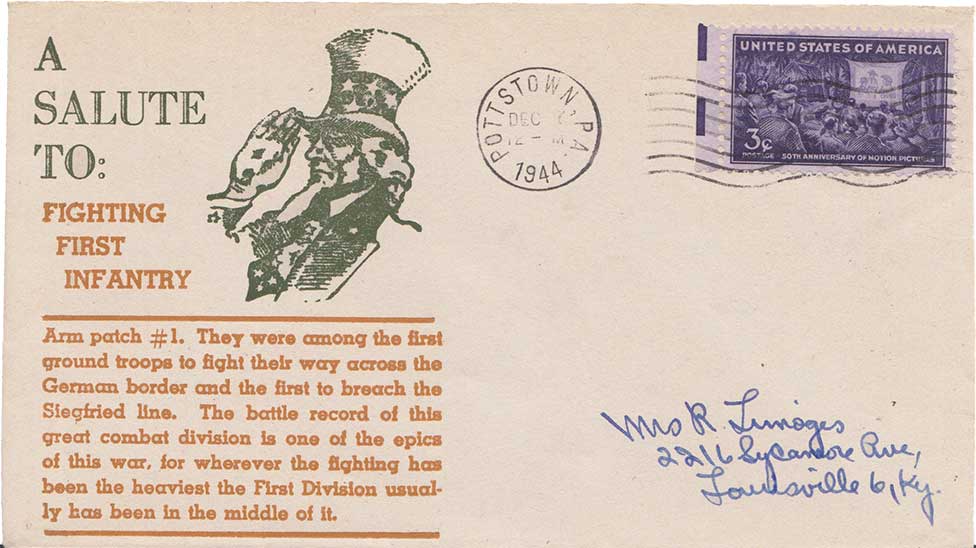 A
SALUTE
TO:
FIGHTING
FIRST
INFANTRY
Arm patch #1. They were among the first
ground troops to fight their way across the
German border and the first to breach the
Siegfried line. The battle record of this
great combat division is one of the epics
of this war, for wherever the fighting has
been the heaviest the First Division usual-
ly has been in the middle of it.
POTTSTOWN, PA.
DEC
12 - M
1944
UNITED STATES OF AMERICA
3¢
POSTAGE 50TH ANNIVERSARY OF MOTION PICTURES
Mrs R. Limoges
2216 Sycamore Ave,
Louisville 6, Ky.